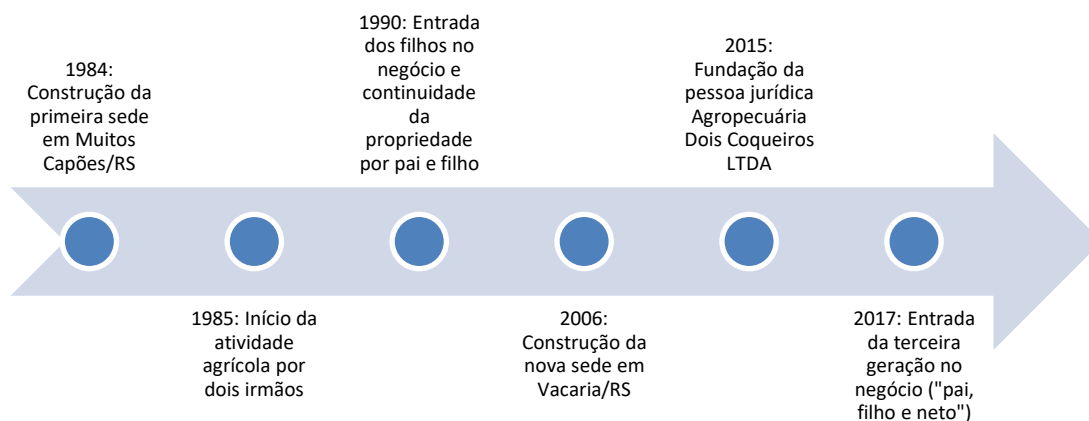 1984:
Construção da
primeira sede
em Muitos
Capões/RS
1985: Início da
atividade
agrícola por
dois irmãos
1990: Entrada
dos filhos no
negócio e
continuidade
da
propriedade
por pai e filho
2006:
Construção da
nova sede em
Vacaria/RS
2015:
Fundação da
pessoa jurídica
Agropecuária
Dois Coqueiros
LTDA
2017: Entrada
da terceira
geração no
negócio ("pai,
filho e neto")